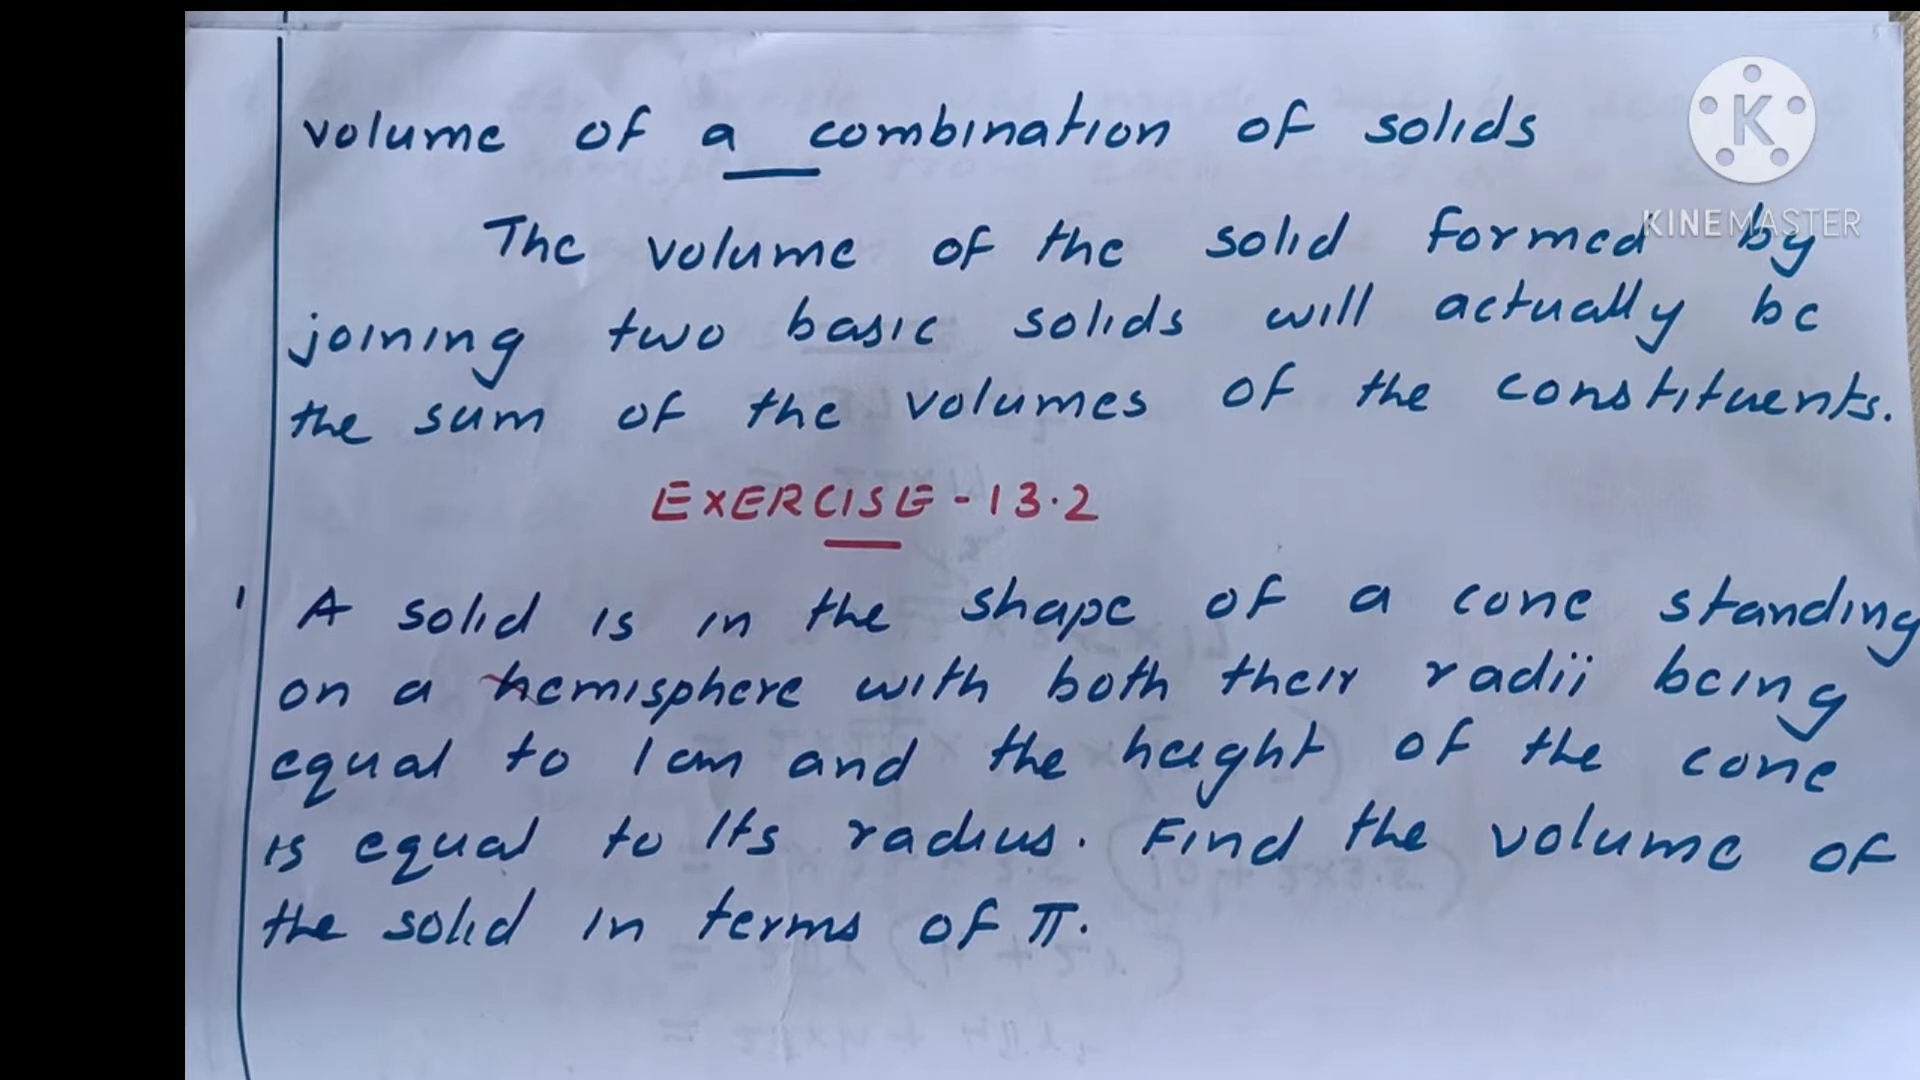 K
KINEMASTER
volume of a combination of solids
The volume of the solid formed by
joining two basic solids will actually be
the sum of the volumes of the constituents.
EXERCISE - 13.2
1 A solid is in the shape of a cone standing
on a hemisphere with both their radii being
equal to 1 cm and the height of the cone
is equal to its radius. Find the volume of
the solid in terms of π.